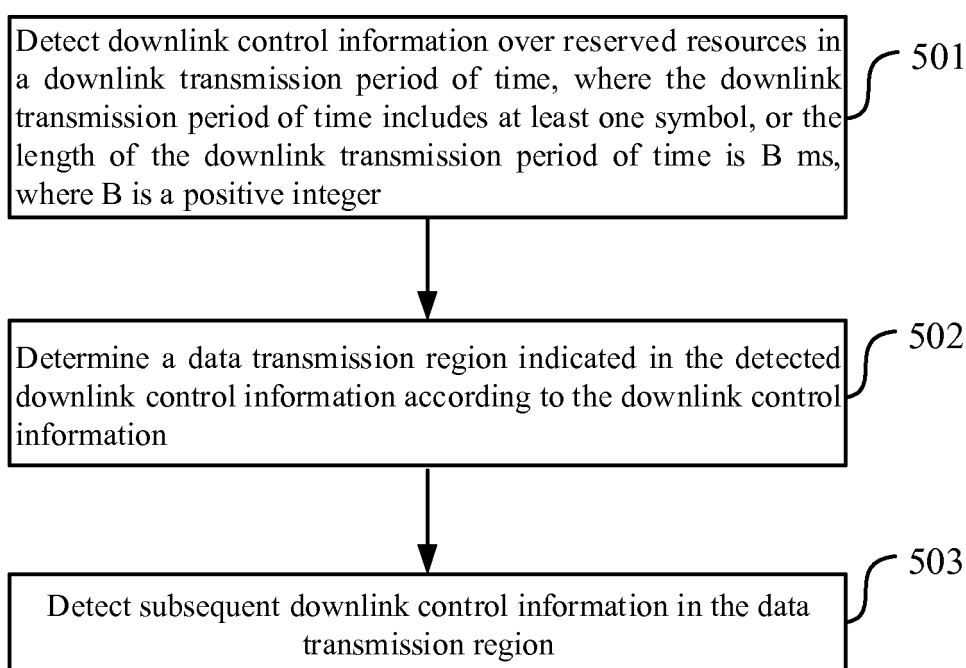 Detect downlink control information over reserved resources in
a downlink transmission period of time, where the downlink
transmission period of time includes at least one symbol, or the
length of the downlink transmission period of time is B ms,
where B is a positive integer
501
Determine a data transmission region indicated in the detected
downlink control information according to the downlink control
information
502
Detect subsequent downlink control information in the data
transmission region
503